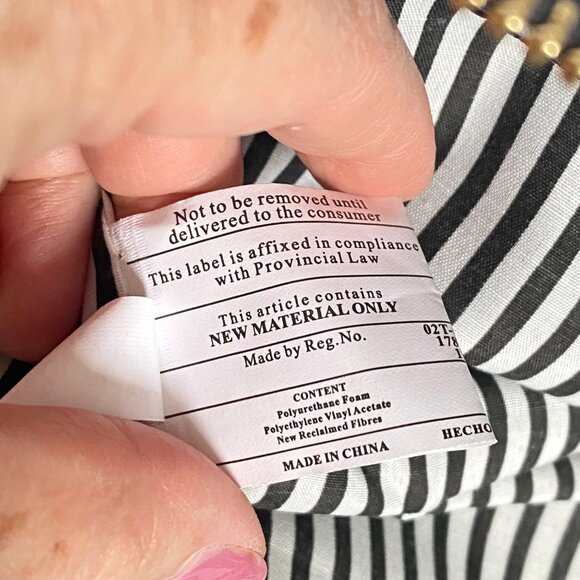 Not to be removed until
delivered to the consumer
This label is affixed in compliance
with Provincial Law
This article contains
NEW MATERIAL ONLY
Made by Reg.No.
02T-
178
CONTENT
Polyurethane Foam
Polyethylene Vinyl Acetate
New Reclaimed Fibres
MADE IN CHINA